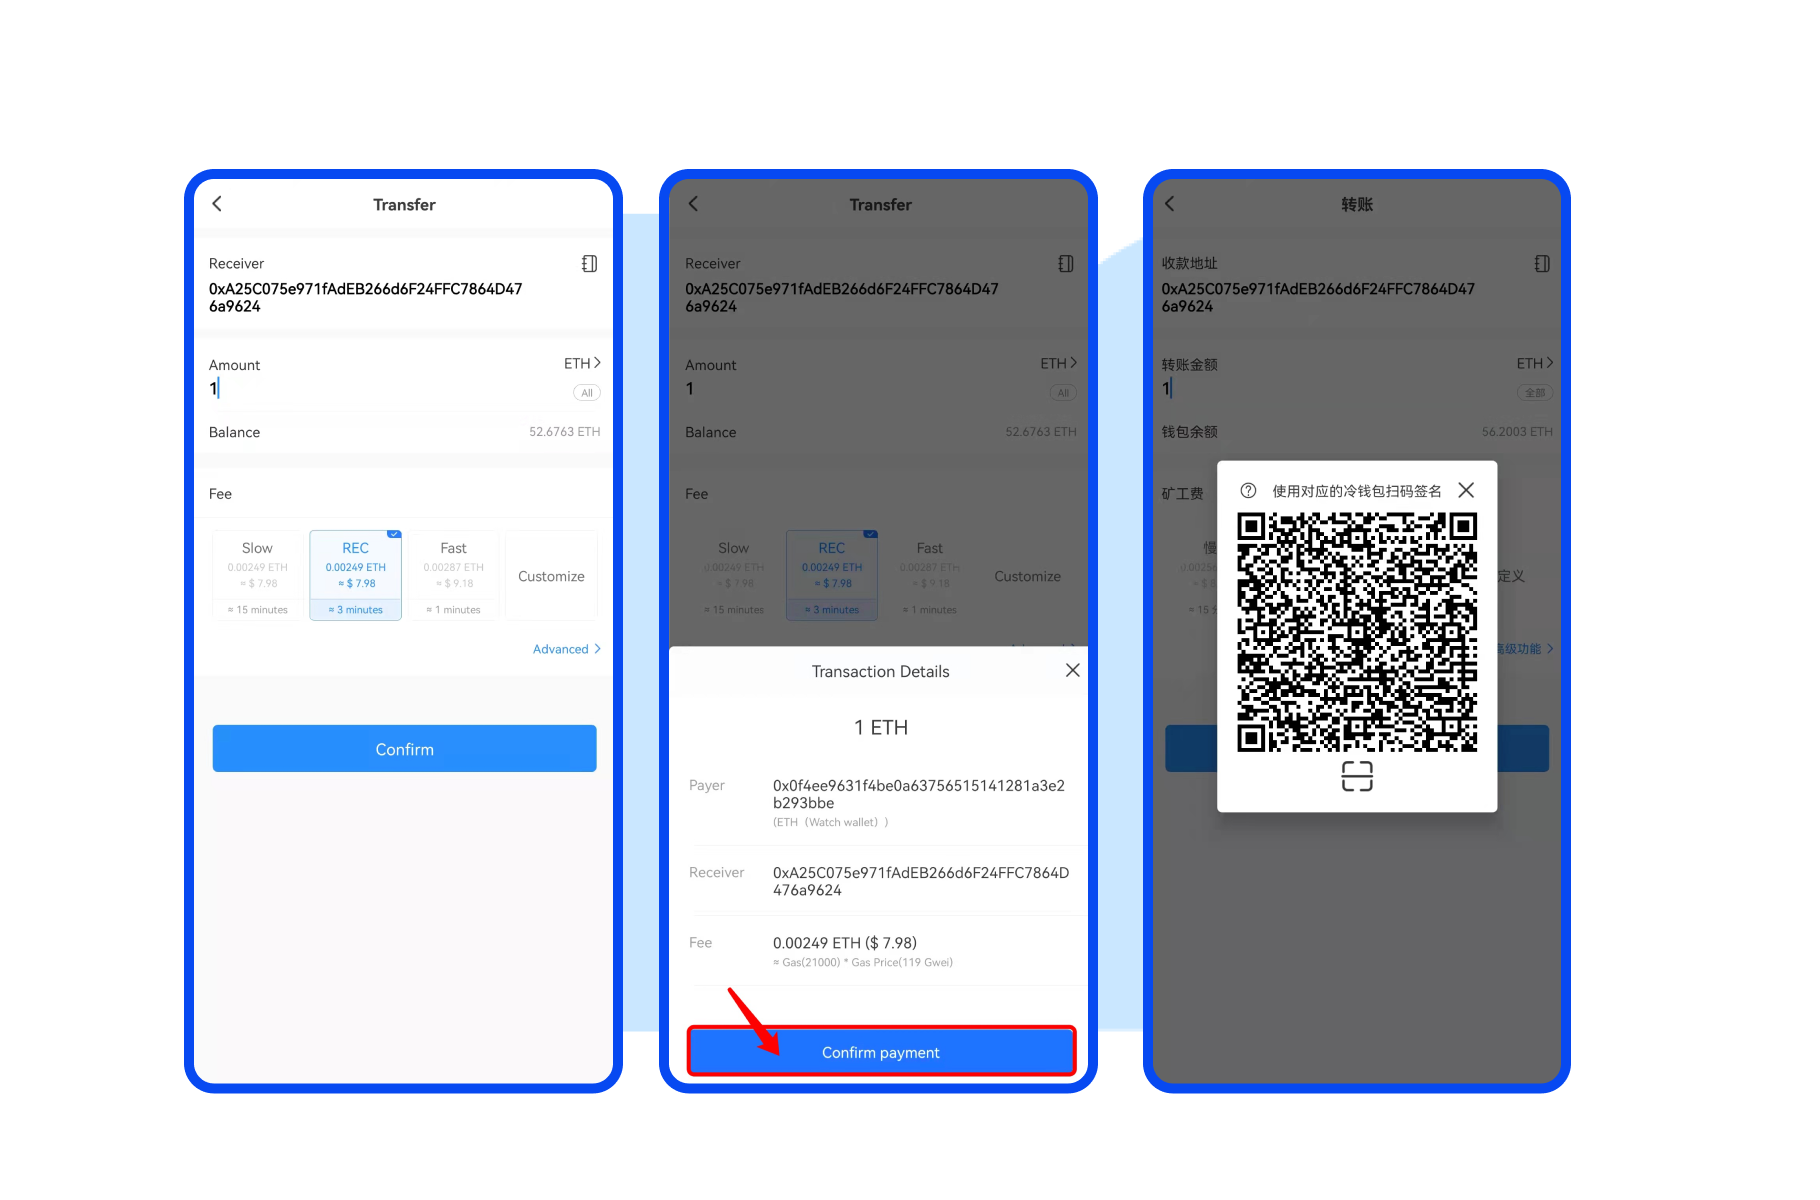 Transfer
Receiver
0xA25C075e971fAdEB266d6F24FFC7864D47
6a9624
Amount
ETH
1
All
Balance
52.6763 ETH
Fee
Slow
0.00249 ETH
≈ $ 7.98
≈ 15 minutes
REC
0.00249 ETH
≈ $ 7.98
≈ 3 minutes
Fast
0.00287 ETH
≈ $ 9.18
≈ 1 minutes
Customize
Advanced
Confirm
Transfer
Receiver
0xA25C075e971fAdEB266d6F24FFC7864D47
6a9624
Amount
ETH
1
All
Balance
52.6763 ETH
Fee
Slow
0.00249 ETH
≈ $ 7.98
≈ 15 minutes
REC
0.00249 ETH
≈ $ 7.98
≈ 3 minutes
Fast
0.00287 ETH
≈ $ 9.18
≈ 1 minutes
Customize
Transaction Details
1 ETH
Payer
0x0f4ee9631f4be0a63756515141281a3e2
b293bbe
(ETH（Watch wallet））
Receiver
0xA25C075e971fAdEB266d6F24FFC7864D
476a9624
Fee
0.00249 ETH ($ 7.98)
≈ Gas(21000) * Gas Price(119 Gwei)
Confirm payment
转账
收款地址
0xA25C075e971fAdEB266d6F24FFC7864D47
6a9624
转账金额
ETH
1
全部
钱包余额
56.2003 ETH
矿工费
使用对应的冷钱包扫码签名
慢
0.00256
≈ $ 8
≈ 15 分
定义
高级功能